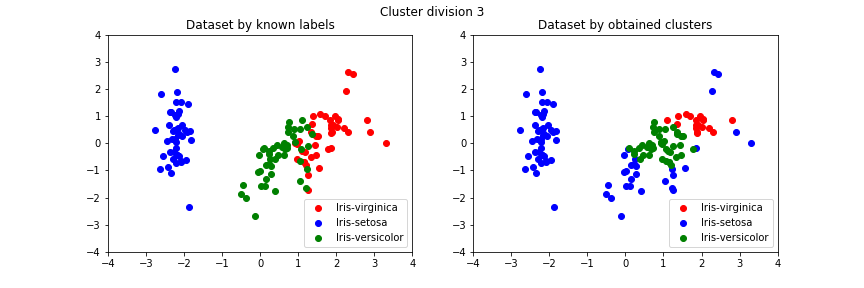 Cluster division 3
Dataset by known labels
4
3
2
1
0
−1
−2
−3
−4
−4 −3 −2 −1 0 1 2 3 4
Iris-virginica
Iris-setosa
Iris-versicolor
Dataset by obtained clusters
4
3
2
1
0
−1
−2
−3
−4
−4 −3 −2 −1 0 1 2 3 4
Iris-virginica
Iris-setosa
Iris-versicolor